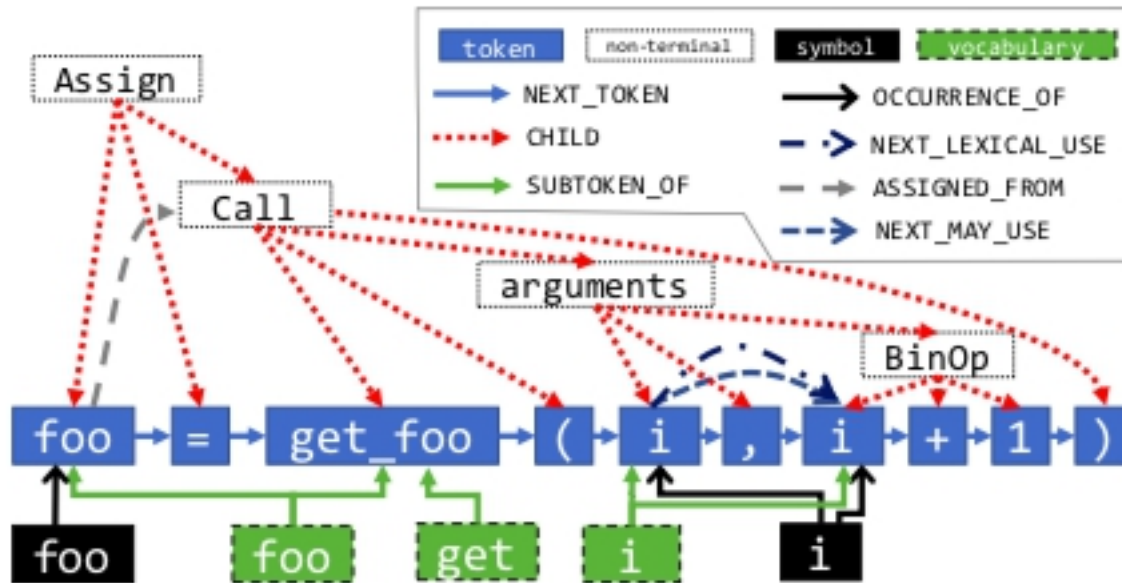 token non-terminal symbol vocabulary
Assign
NEXT_TOKEN OCCURRENCE_OF
CHILD NEXT_LEXICAL_USE
SUBTOKEN_OF ASSIGNED_FROM
Call
NEXT_MAY_USE
arguments
BinOp
foo = get_foo ( i , i + 1 )
foo foo get i i